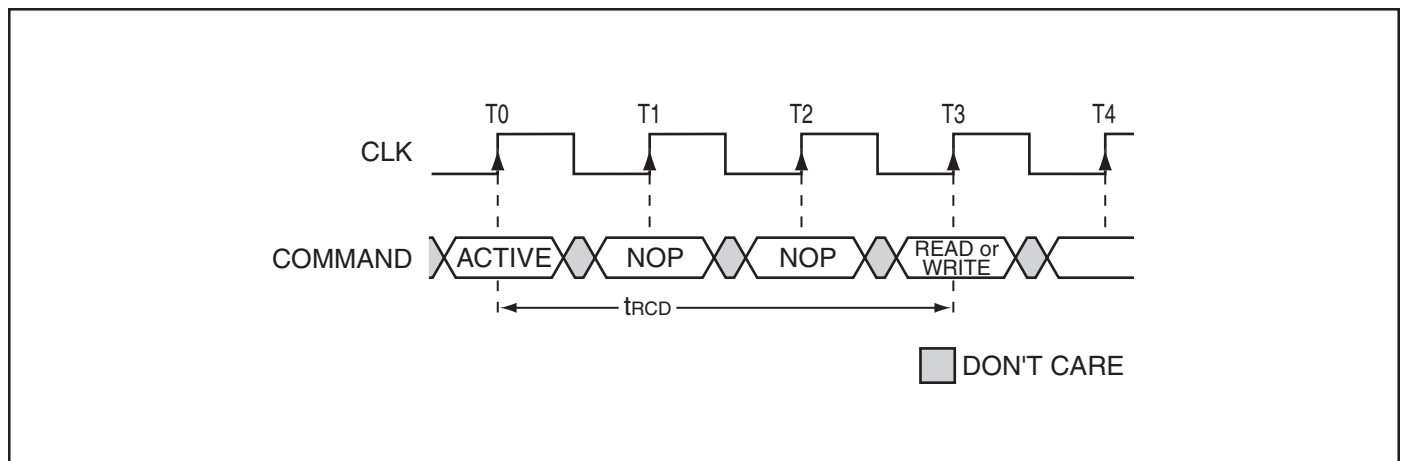 T0 T1 T2 T3 T4
CLK
COMMAND ACTIVE NOP NOP READ or
WRITE
tRCD
DON'T CARE